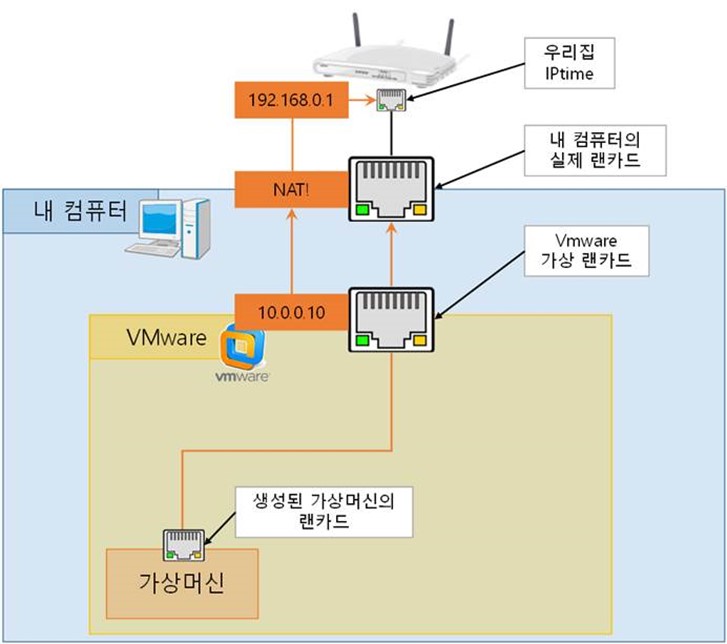 우리집
IPtime
192.168.0.1
내 컴퓨터의
실제 랜카드
NAT!
내 컴퓨터
Vmware
가상 랜카드
10.0.0.10
VMware
vmware
생성된 가상머신의
랜카드
가상머신